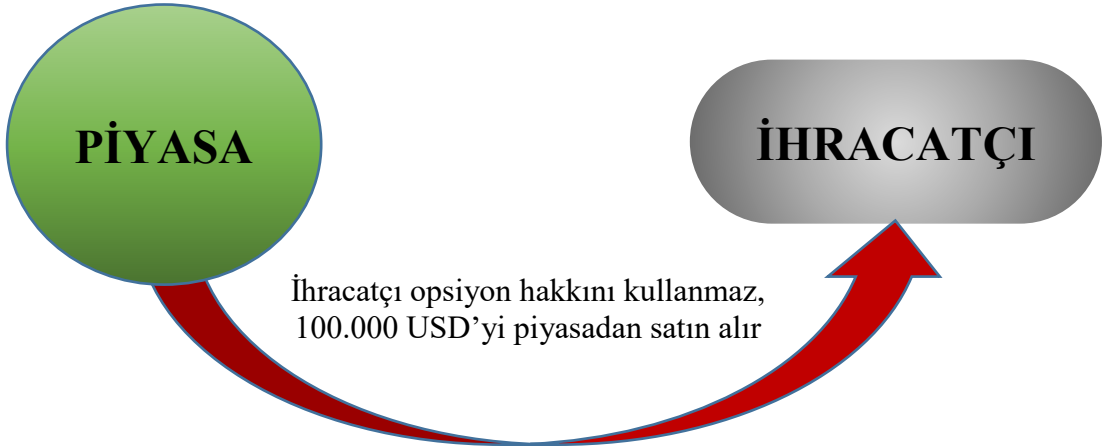 PİYASA
İHRACATÇI
İhracatçı opsiyon hakkını kullanmaz,
100.000 USD’yi piyasadan satın alır